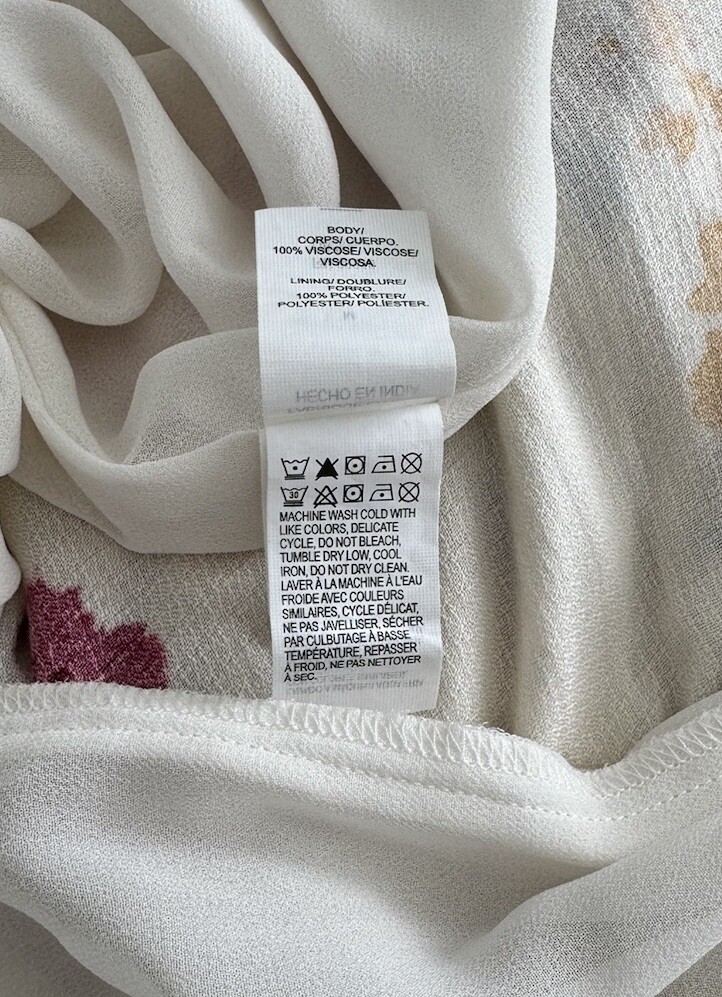 BODY/
CORPS/ CUERPO.
100% VISCOSE/ VISCOSE/
VISCOSA.
LINING/ DOUBLURE/
FORRO.
100% POLYESTER/
POLYESTER/ POLIESTER.
M
HECHO EN INDIA
30
MACHINE WASH COLD WITH
LIKE COLORS, DELICATE
CYCLE, DO NOT BLEACH,
TUMBLE DRY LOW, COOL
IRON, DO NOT DRY CLEAN.
LAVER À LA MACHINE À L'EAU
FROIDE AVEC COULEURS
SIMILAIRES, CYCLE DÉLICAT,
NE PAS JAVELLISER, SÉCHER
PAR CULBUTAGE À BASSE
TEMPÉRATURE, REPASSER
À FROID, NE PAS NETTOYER
À SEC.